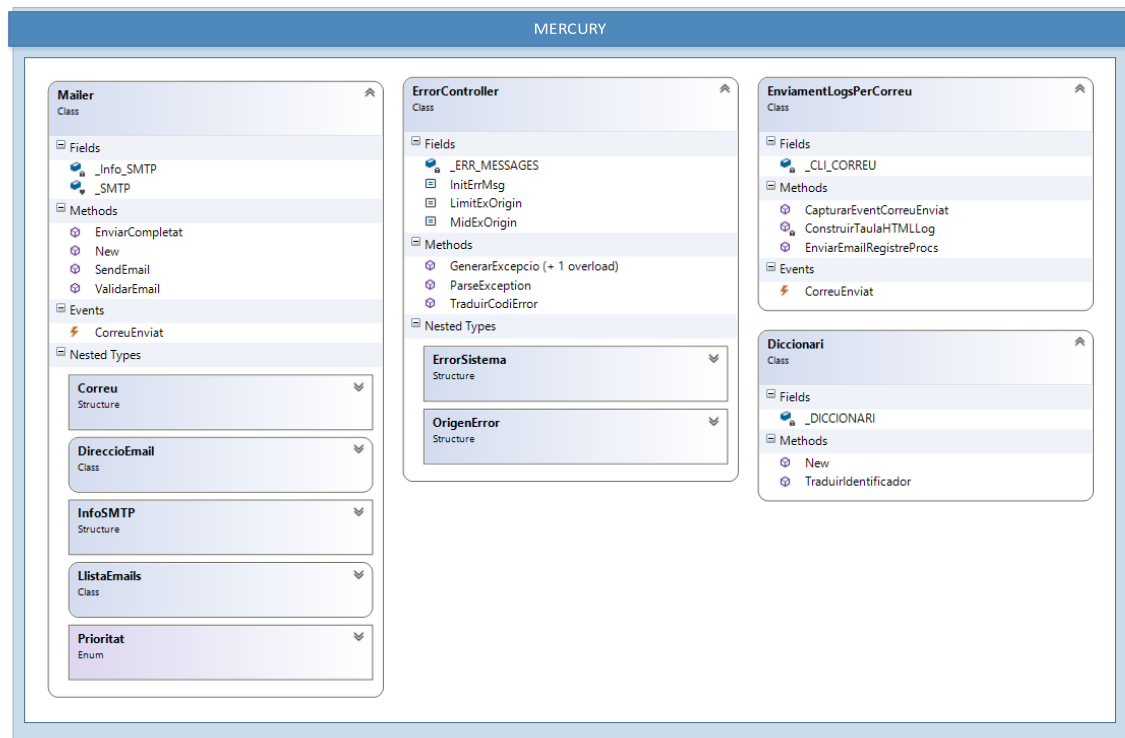 MERCURY
Mailer
Class
Fields
_Info_SMTP
_SMTP
Methods
EnviarCompletat
New
SendEmail
ValidarEmail
Events
CorreuEnviat
Nested Types
Correu
Structure
DireccioEmail
Class
InfoSMTP
Structure
LlistaEmails
Class
Prioritat
Enum
ErrorController
Class
Fields
_ERR_MESSAGES
InitErrMsg
LimitExOrigin
MidExOrigin
Methods
GenerarExcepcio (+ 1 overload)
ParseException
TraduirCodiError
Nested Types
ErrorSistema
Structure
OrigenError
Structure
EnviamentLogsPerCorreu
Class
Fields
_CLI_CORREU
Methods
CapturarEventCorreuEnviat
ConstruirTaulaHTMLLog
EnviarEmailRegistreProcs
Events
CorreuEnviat
Diccionari
Class
Fields
_DICCIONARI
Methods
New
TraduirIdentificador